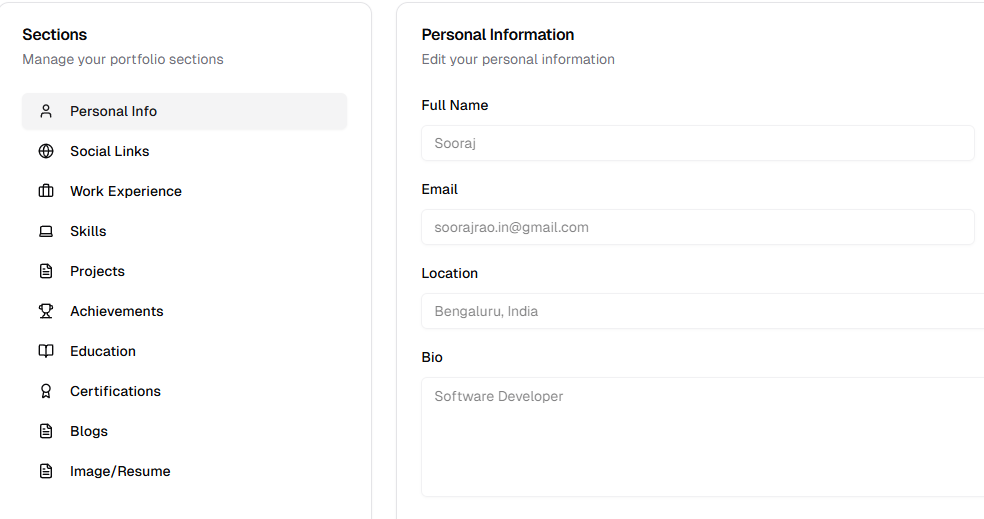 Sections
Manage your portfolio sections
Personal Info
Social Links
Work Experience
Skills
Projects
Achievements
Education
Certifications
Blogs
Image/Resume
Personal Information
Edit your personal information
Full Name
Sooraj
Email
soorajrao.in@gmail.com
Location
Bengaluru, India
Bio
Software Developer